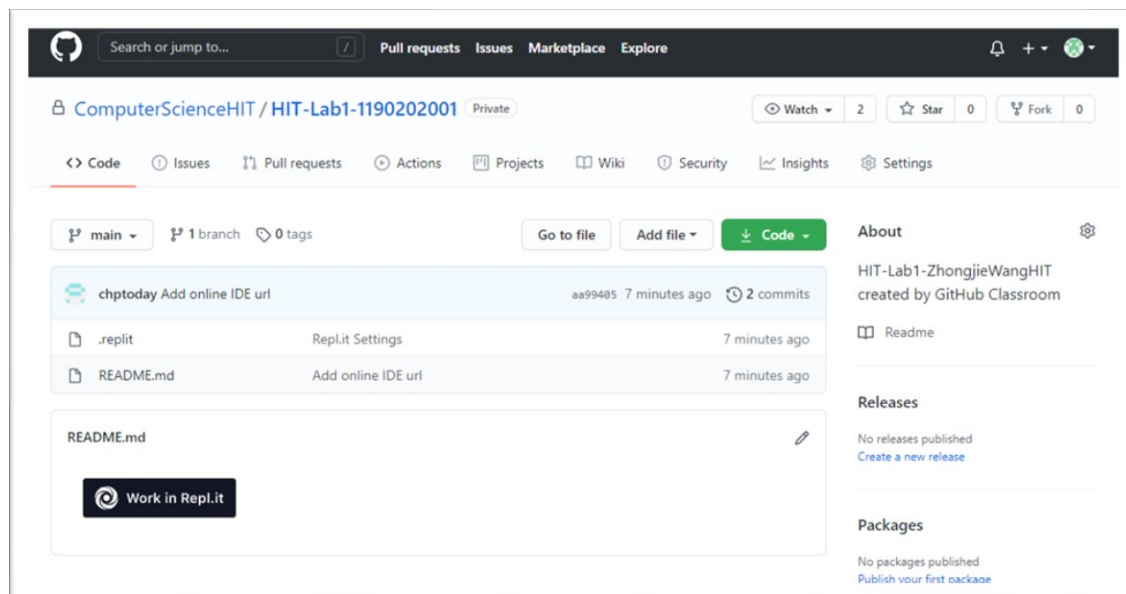 Search or jump to... / Pull requests Issues Marketplace Explore
ComputerScienceHIT / HIT-Lab1-1190202001 Private
Watch 2 Star 0 Fork 0
Code Issues Pull requests Actions Projects Wiki Security Insights Settings
main 1 branch 0 tags Go to file Add file Code
chptoday Add online IDE url aa99405 7 minutes ago 2 commits
.replit Repl.it Settings 7 minutes ago
README.md Add online IDE url 7 minutes ago
README.md
Work in Repl.it
About
HIT-Lab1-ZhongjieWangHIT
created by GitHub Classroom
Readme
Releases
No releases published
Create a new release
Packages
No packages published
Publish your first package